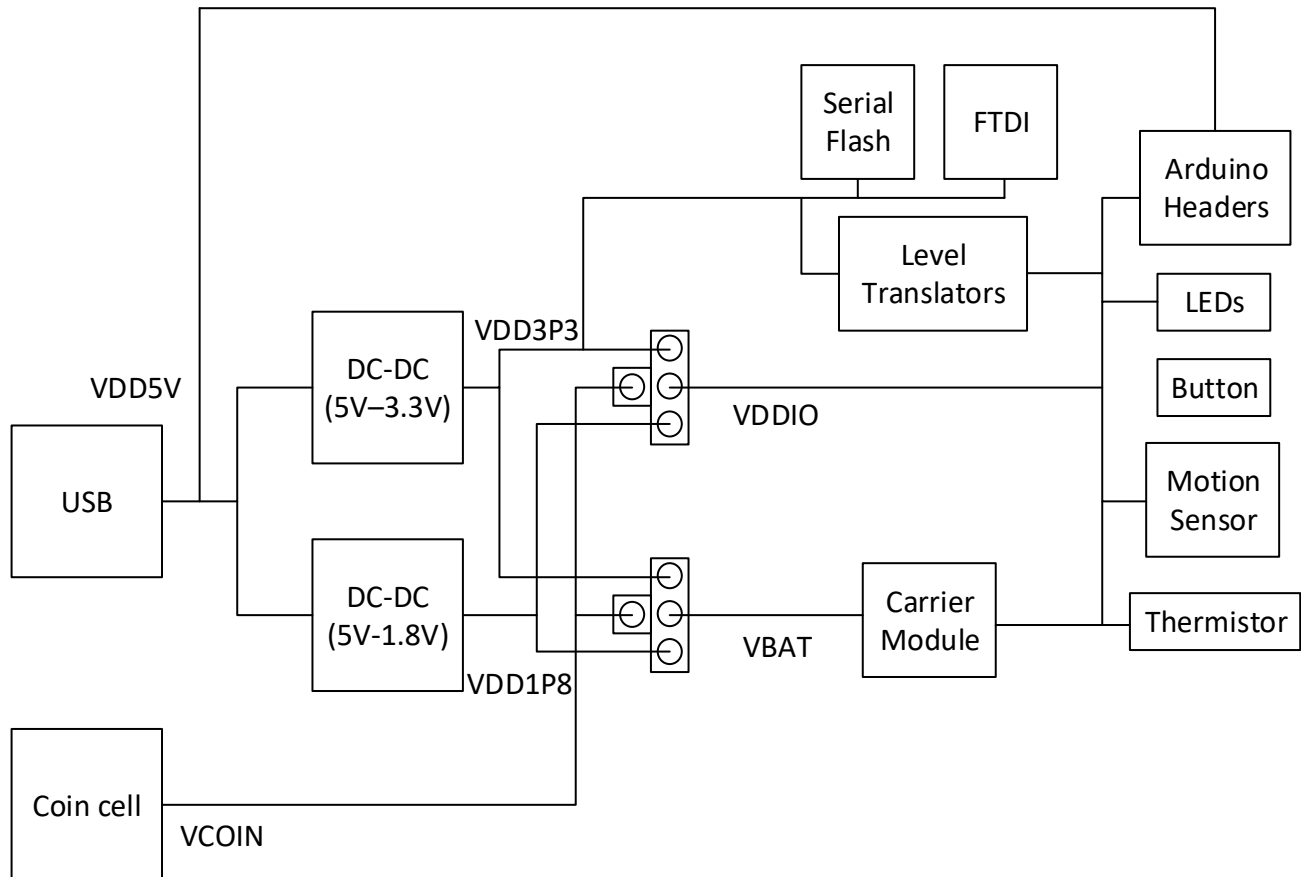 Serial
Flash
FTDI
Arduino
Headers
Level
Translators
LEDs
VDD3P3
DC-DC
(5V–3.3V)
VDD5V
Button
VDDIO
USB
Motion
Sensor
DC-DC
(5V-1.8V)
Carrier
Module
Thermistor
VBAT
VDD1P8
Coin cell
VCOIN